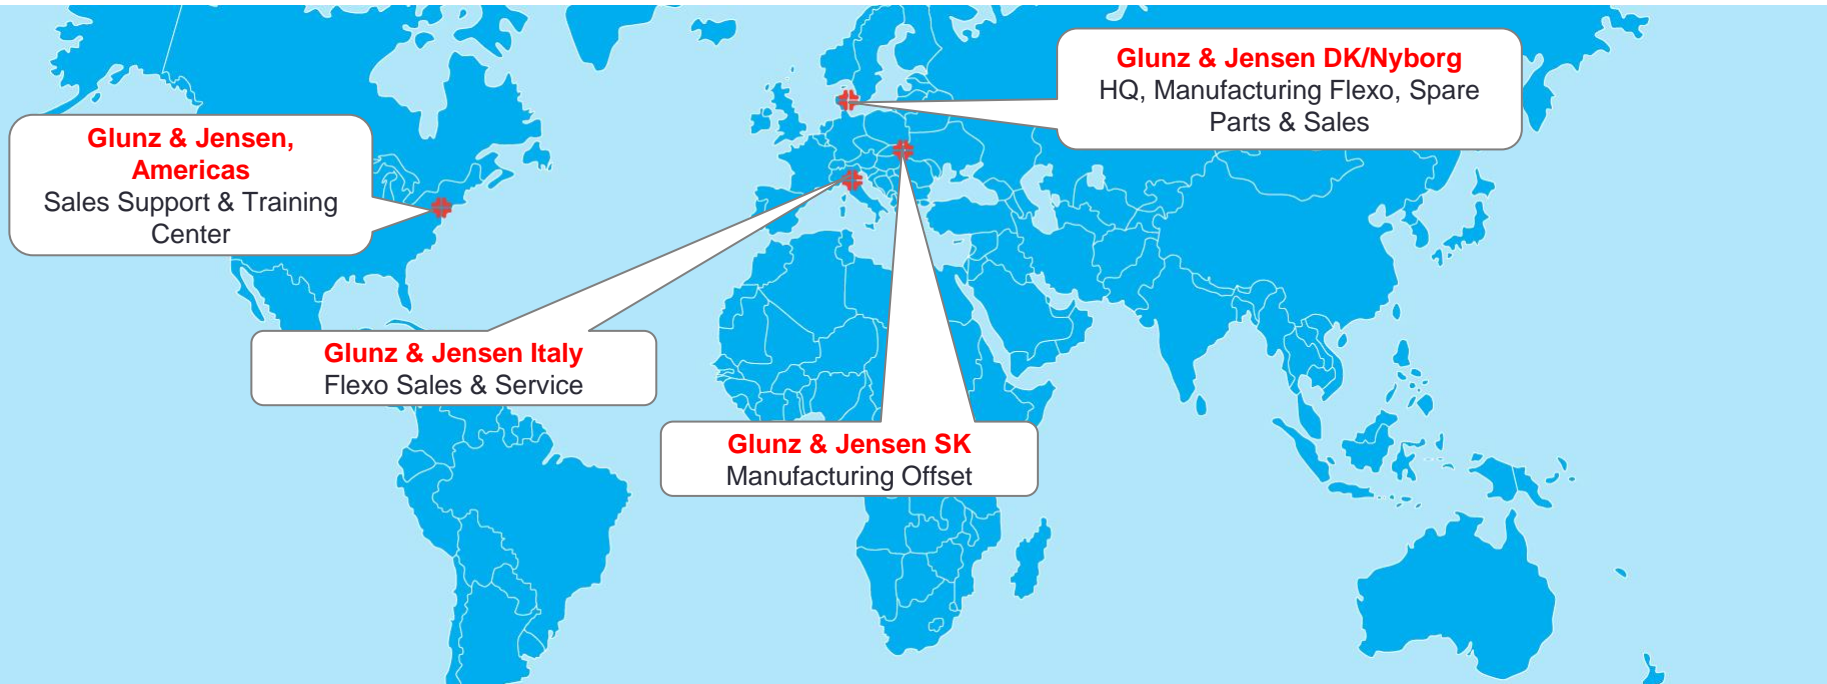 Glunz & Jensen DK/Nyborg
HQ, Manufacturing Flexo, Spare
Parts & Sales
Glunz & Jensen,
Americas
Sales Support & Training
Center
Glunz & Jensen Italy
Flexo Sales & Service
Glunz & Jensen SK
Manufacturing Offset